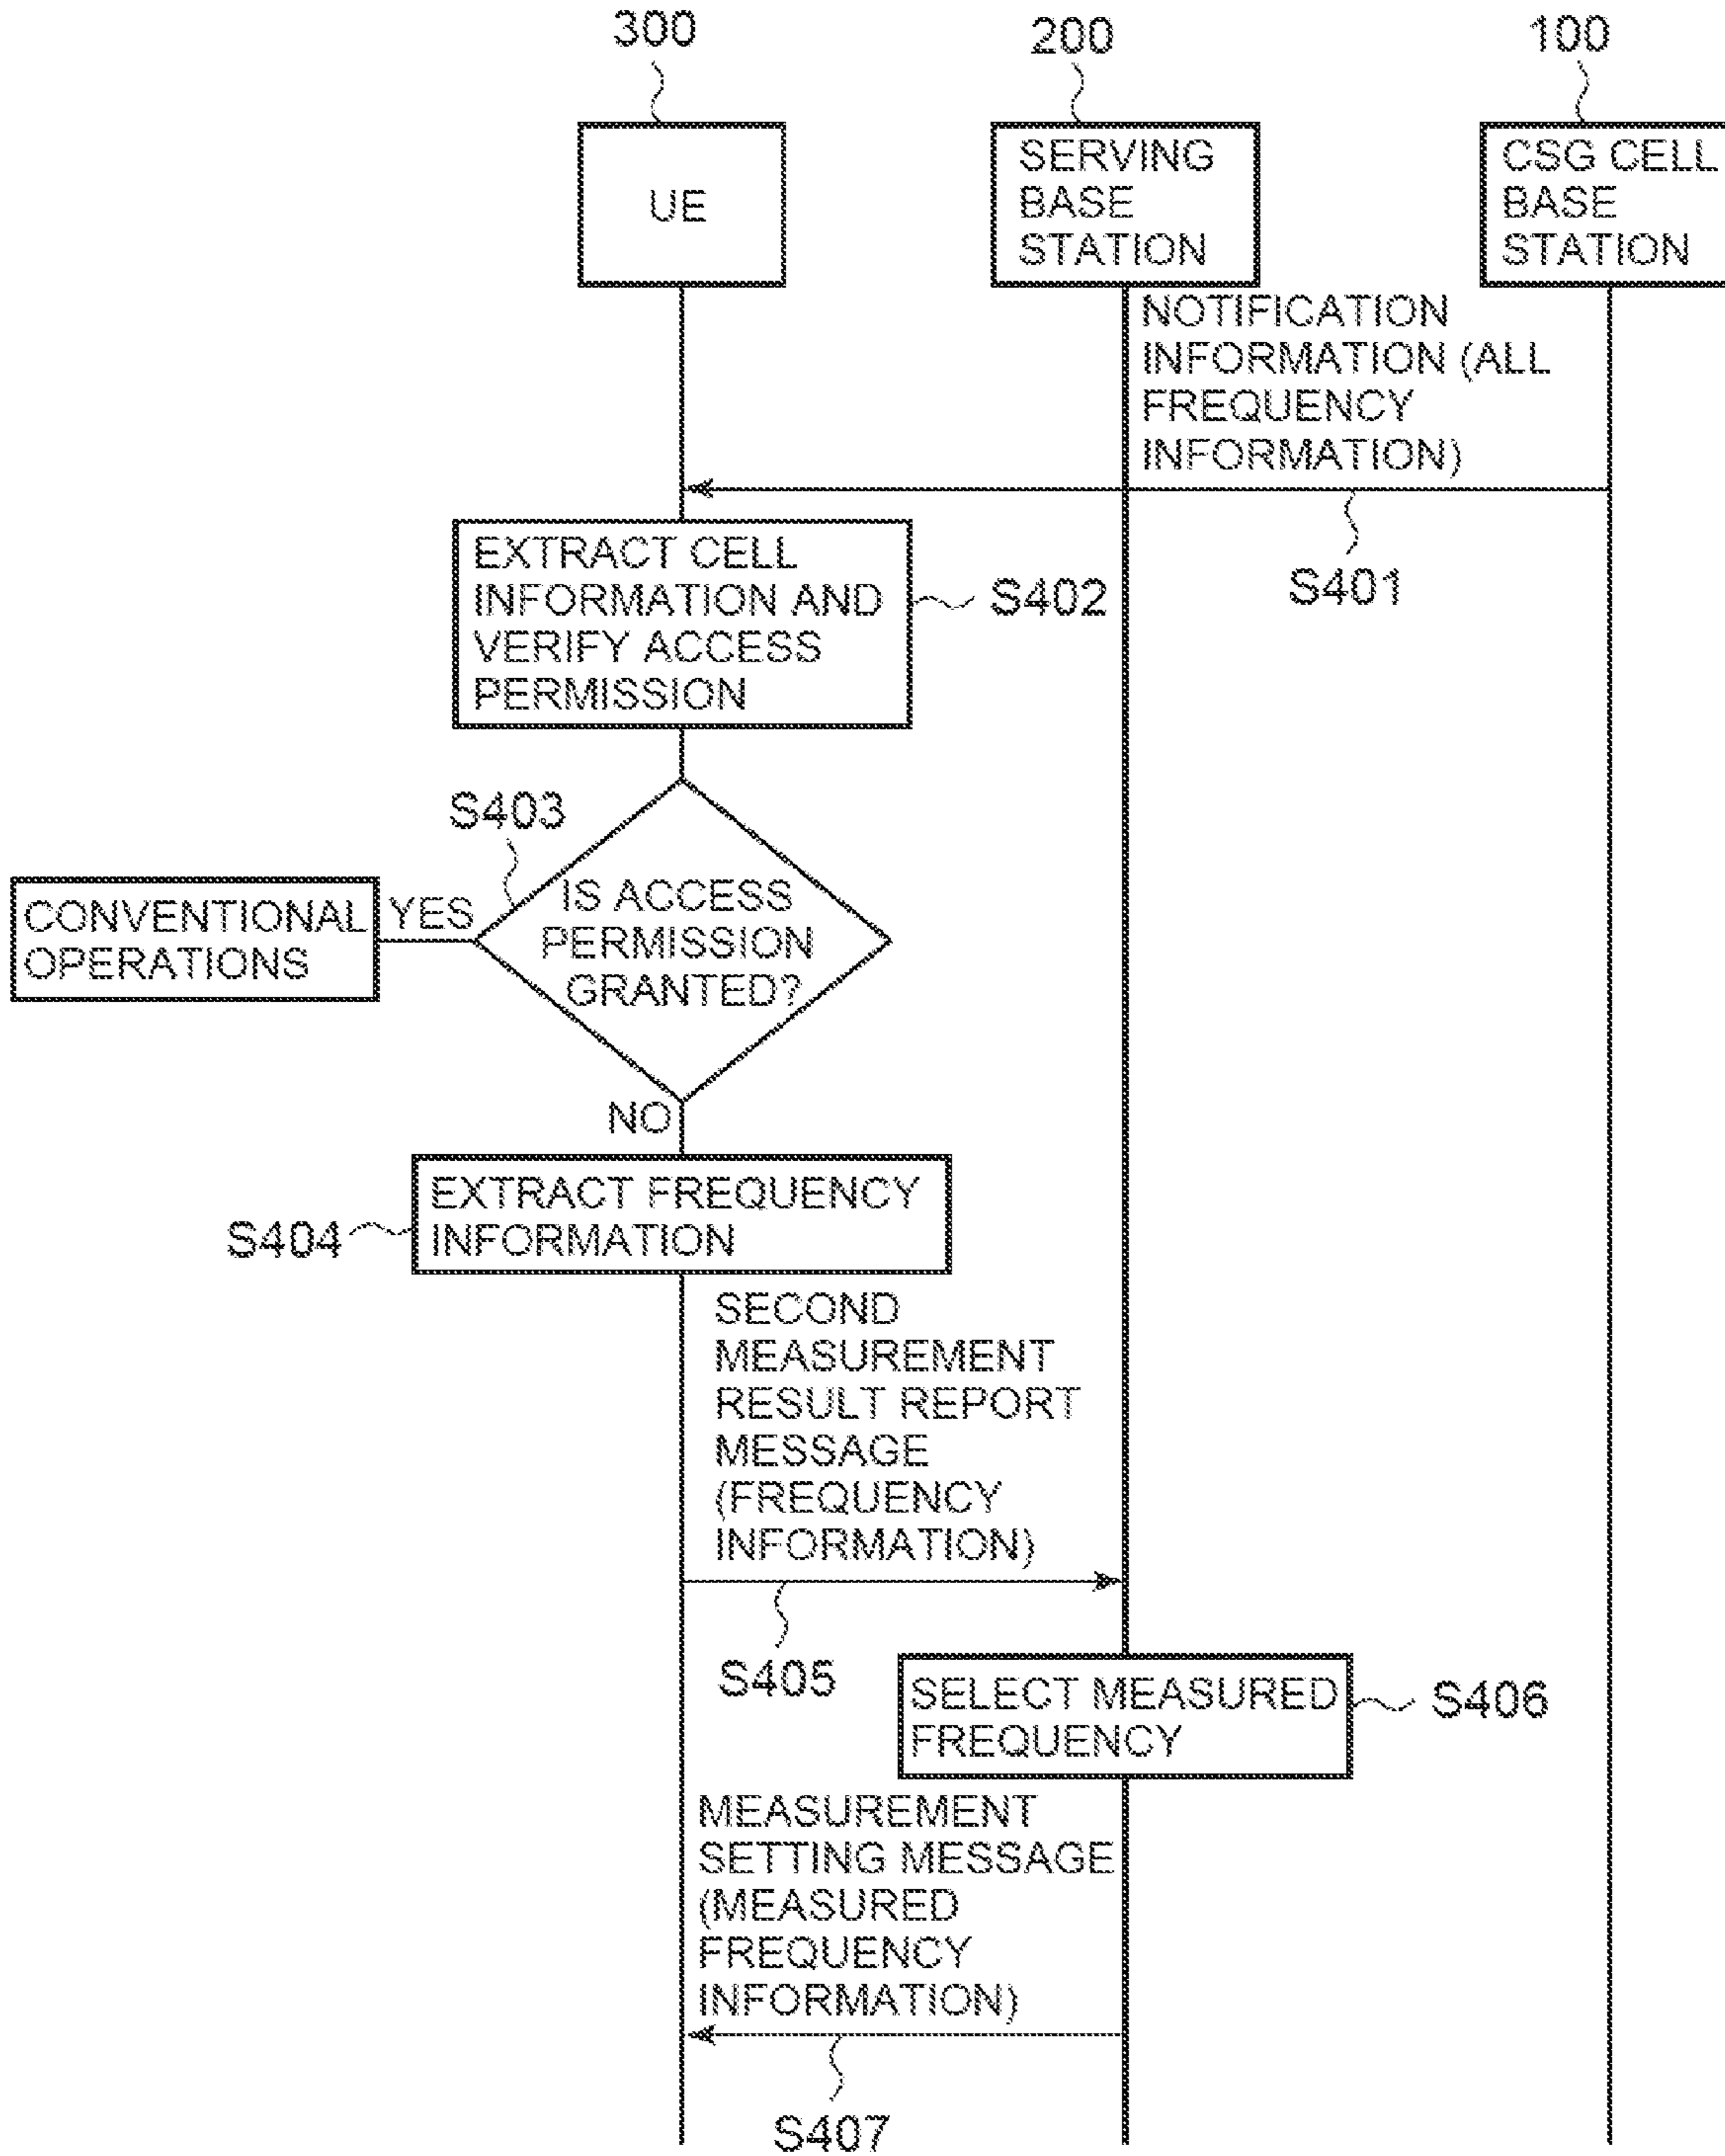 300
200
100
UE
SERVING
BASE
STATION
CSG CELL
BASE
STATION
NOTIFICATION
INFORMATION (ALL
FREQUENCY
INFORMATION)
S401
EXTRACT CELL
INFORMATION AND
VERIFY ACCESS
PERMISSION
S402
S403
CONVENTIONAL
OPERATIONS
YES
IS ACCESS
PERMISSION
GRANTED?
NO
EXTRACT FREQUENCY
INFORMATION
S404
SECOND
MEASUREMENT
RESULT REPORT
MESSAGE
(FREQUENCY
INFORMATION)
S405
SELECT MEASURED
FREQUENCY
S406
MEASUREMENT
SETTING MESSAGE
(MEASURED
FREQUENCY
INFORMATION)
S407